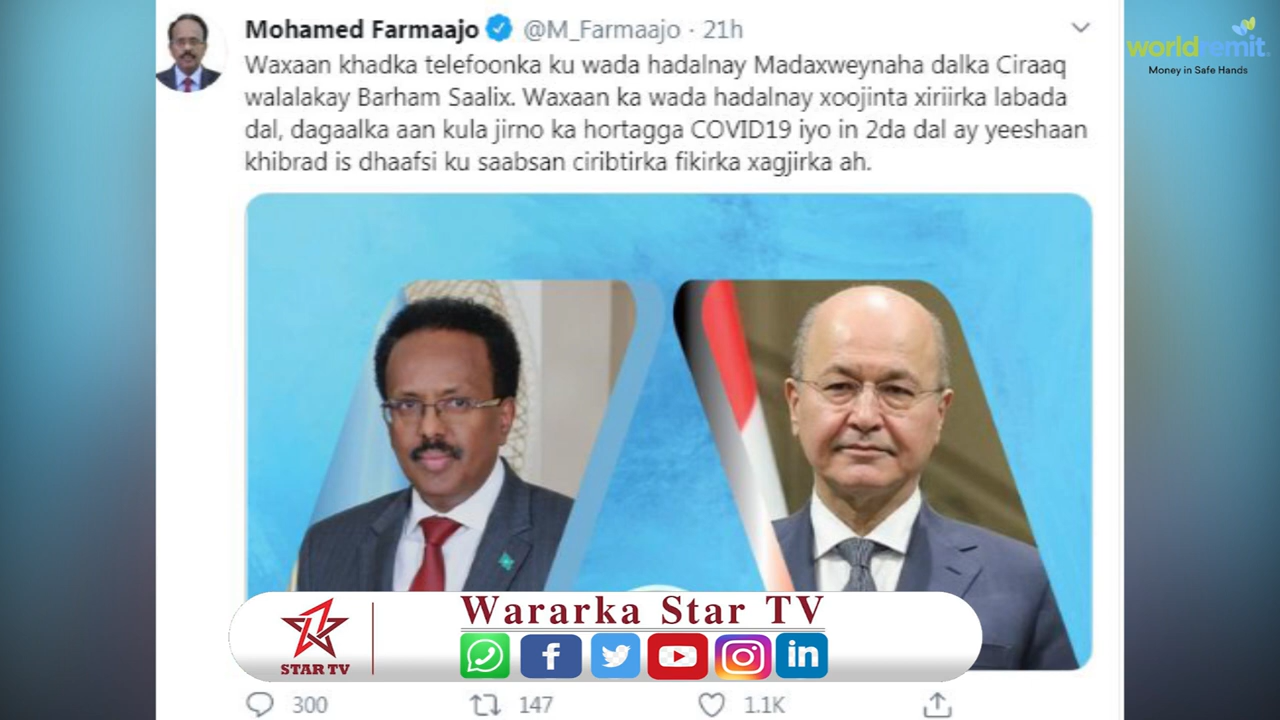 Mohamed Farmaajo @M_Farmaajo · 21h
Waxaan khadka telefoonka ku wada hadalnay Madaxweynaha dalka Ciraaq
walalakay Barham Saalix. Waxaan ka wada hadalnay xoojinta xiriirka labada
dal, dagaalka aan kula jirno ka hortagga COVID19 iyo in 2da dal ay yeeshaan
khibrad is dhaafsi ku saabsan ciribtirka fikirka xagjirka ah.
worldremit
Money in Safe Hands
Wararka Star TV
STAR TV
f
in
300 147 1.1K